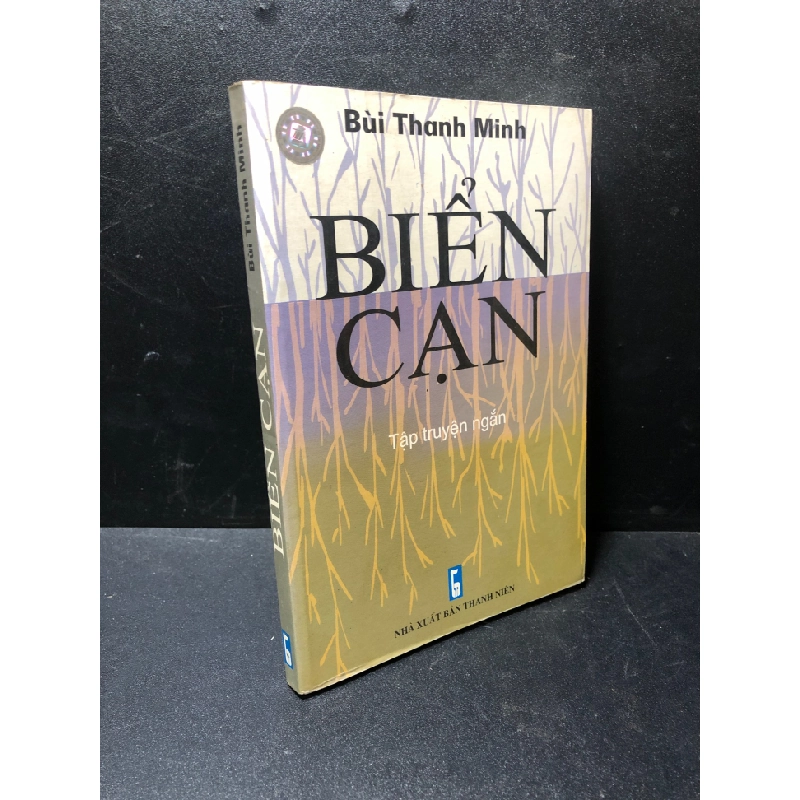 Bùi Thanh Minh
BIỂN
CẠN
Tập truyện ngắn
NHÀ XUẤT BẢN THANH NIÊN
Bùi Thanh Minh
BIỂN CẠN